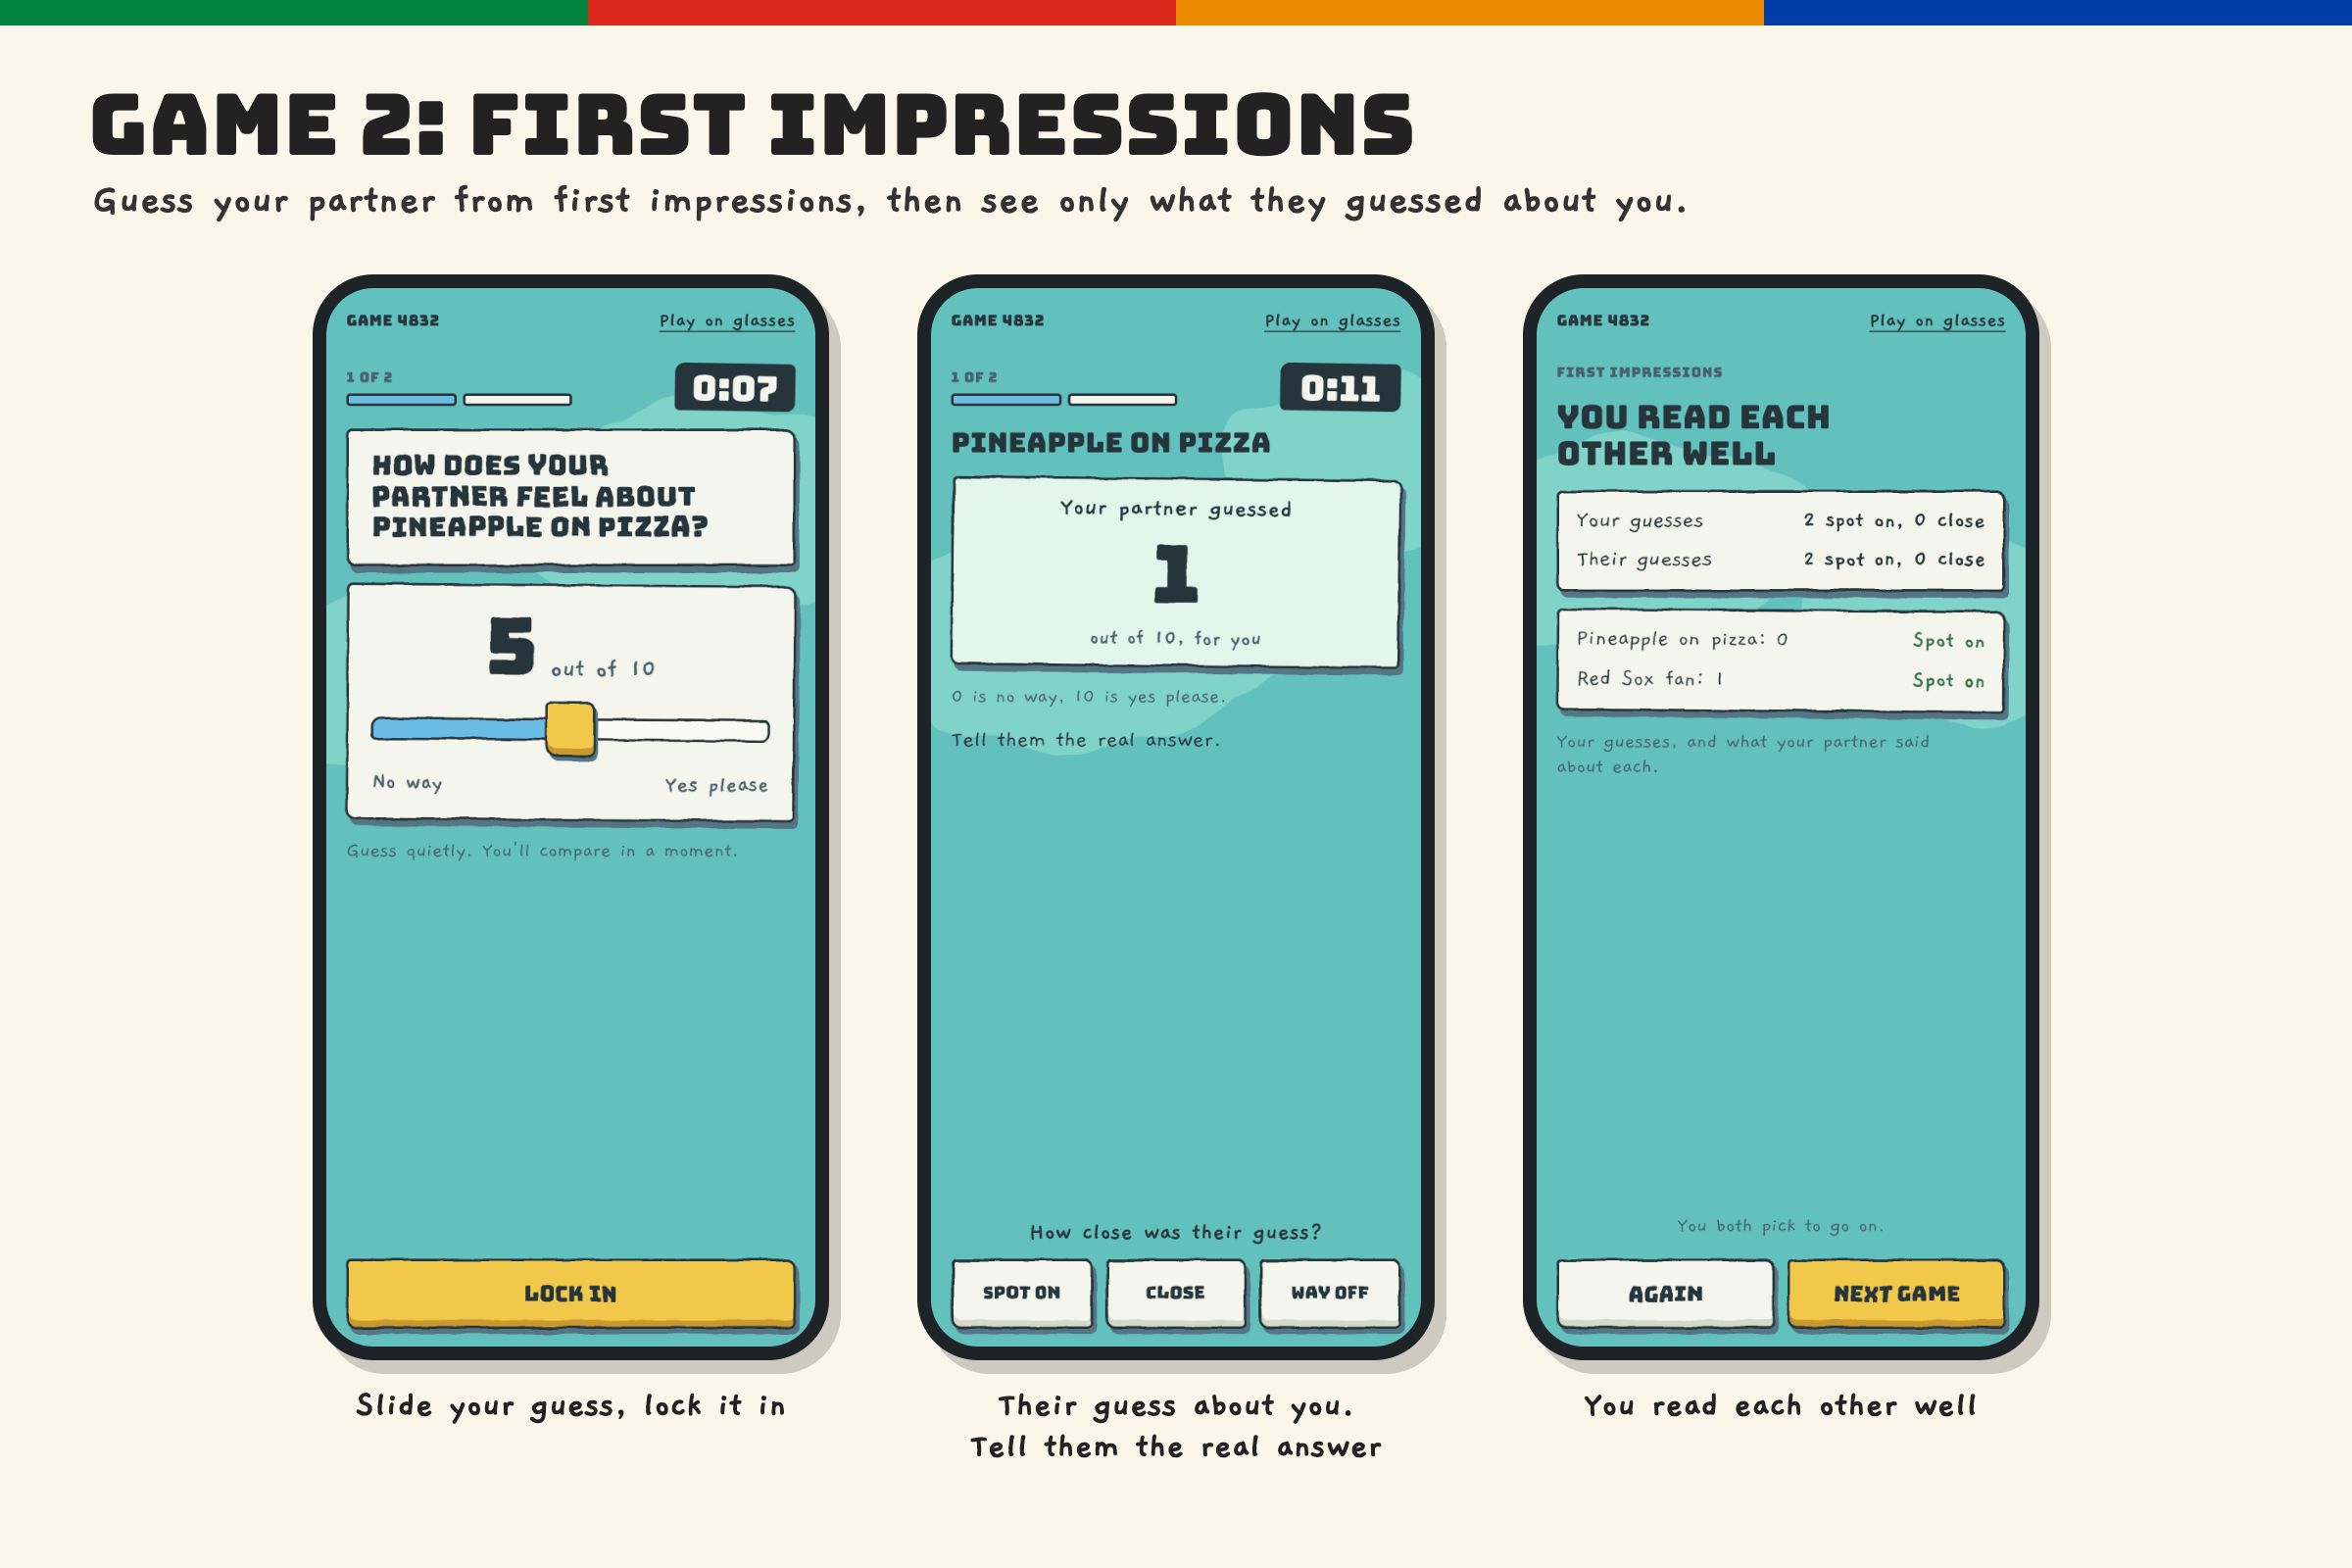 GAME 2: FIRST IMPRESSIONS
Guess your partner from first impressions, then see only what they guessed about you.
GAME 4832
Play on glasses
1 OF 2
0:07
HOW DOES YOUR
PARTNER FEEL ABOUT
PINEAPPLE ON PIZZA?
5 out of 10
No way
Yes please
Guess quietly. You'll compare in a moment.
LOCK IN
Slide your guess, lock it in
GAME 4832
Play on glasses
1 OF 2
0:11
PINEAPPLE ON PIZZA
Your partner guessed
1
out of 10, for you
0 is no way, 10 is yes please.
Tell them the real answer.
How close was their guess?
SPOT ON
CLOSE
WAY OFF
Their guess about you.
Tell them the real answer
GAME 4832
Play on glasses
FIRST IMPRESSIONS
YOU READ EACH
OTHER WELL
Your guesses 2 spot on, 0 close
Their guesses 2 spot on, 0 close
Pineapple on pizza: 0 Spot on
Red Sox fan: 1 Spot on
Your guesses, and what your partner said
about each.
You both pick to go on.
AGAIN
NEXT GAME
You read each other well